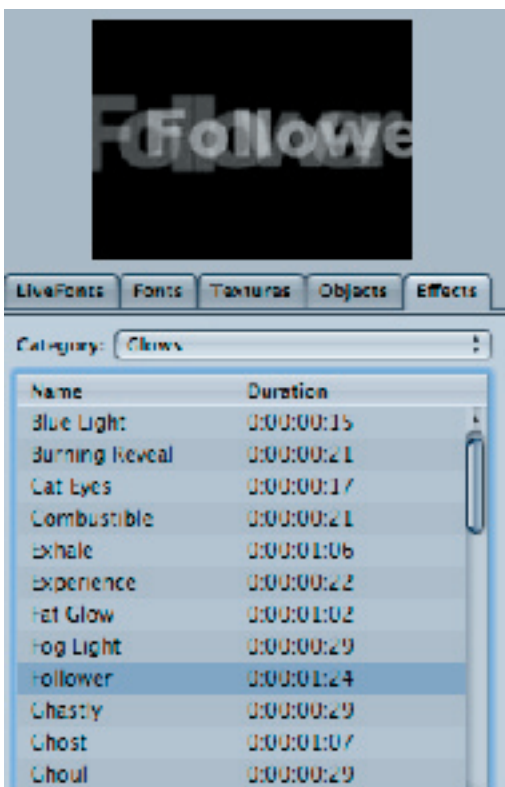 Follower
Followe
LiveFonts Fonts Textures Objects Effects
Category: Glows
Name Duration
Blue Light 0:00:00:15
Burning Reveal 0:00:00:21
Cat Eyes 0:00:00:17
Combustible 0:00:00:21
Exhale 0:00:01:06
Experience 0:00:00:22
Fat Glow 0:00:01:02
Fog Light 0:00:00:29
Follower 0:00:01:24
Ghastly 0:00:00:29
Ghost 0:00:01:07
Ghoul 0:00:00:29